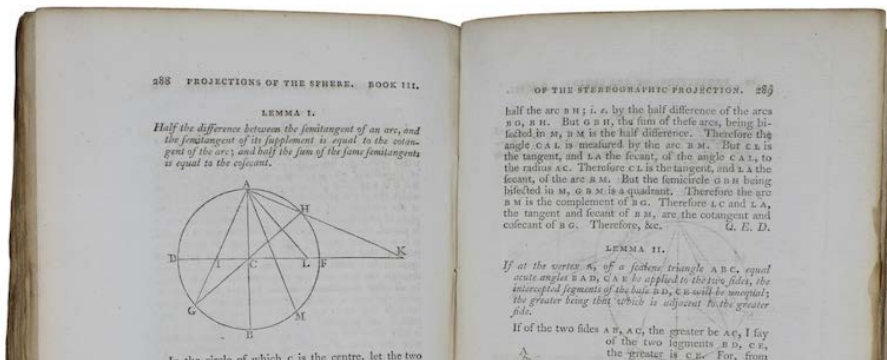 288 PROJECTIONS OF THE SPHERE. BOOK III.
LEMMA I.
Half the difference between the ſemitangent of an arc, and
the ſemitangent of its ſupplement is equal to the cotan-
gent of the arc; and half the ſum of the ſame ſemitangents
is equal to the coſecant.
A
H
K
D I C L F
G
M
B
In the circle of which C is the centre, let the two
OF THE STEREOGRAPHIC PROJECTION. 289
half the arc B H; i. e. by the half difference of the arcs
B G, B H. But G B H, the ſum of theſe arcs, being bi-
ſected in M, B M is the half difference. Therefore the
angle C A L is meaſured by the arc B M. But C L is
the tangent, and L A the ſecant, of the angle C A L, to
the radius A C. Therefore C L is the tangent, and L A the
ſecant, of the arc B M. But the ſemicircle G B H being
biſected in M, G B M is a quadrant. Therefore the arc
B M is the complement of B G. Therefore L C and L A,
the tangent and ſecant of B M, are the cotangent and
coſecant of B G. Therefore, &c. Q. E. D.
LEMMA II.
If at the vertex A, of a ſcalene triangle A B C, equal
acute angles B A D, C A E be applied to the two ſides, the
intercepted ſegments of the baſe B D, C E will be unequal;
the greater being that which is adjacent to the greater
ſide.
If of the two ſides A B, A C, the greater be A C, I ſay
of the two ſegments B D, C E,
A
the greater is C E. For, from